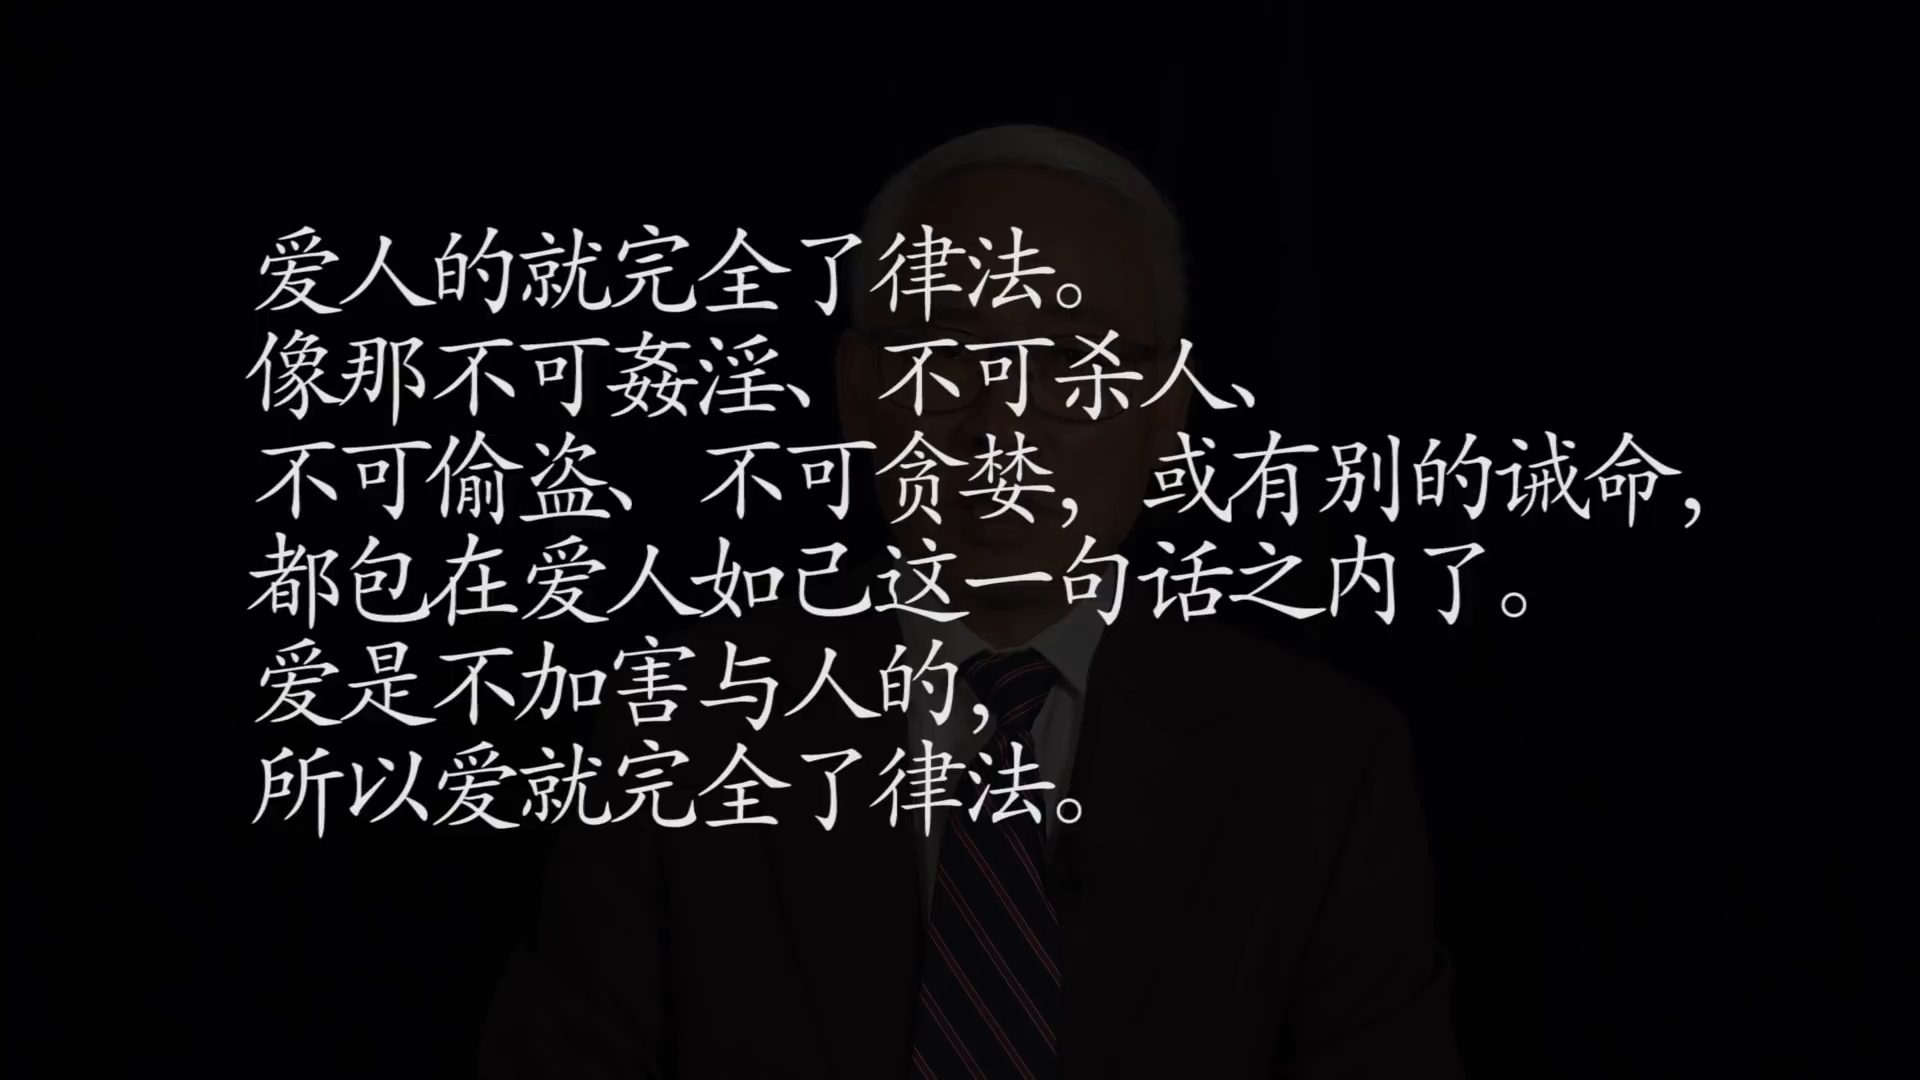 爱人的就完全了律法。
像那不可姦淫、不可杀人、
不可偷盗、不可贪婪，或有别的诫命，
都包在爱人如己这一句话之内了。
爱是不加害与人的，
所以爱就完全了律法。